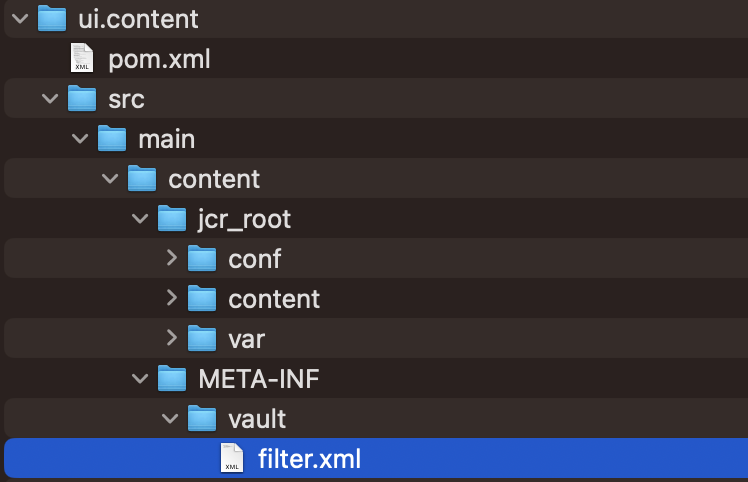 ui.content
pom.xml
src
main
content
jcr_root
conf
content
var
META-INF
vault
filter.xml